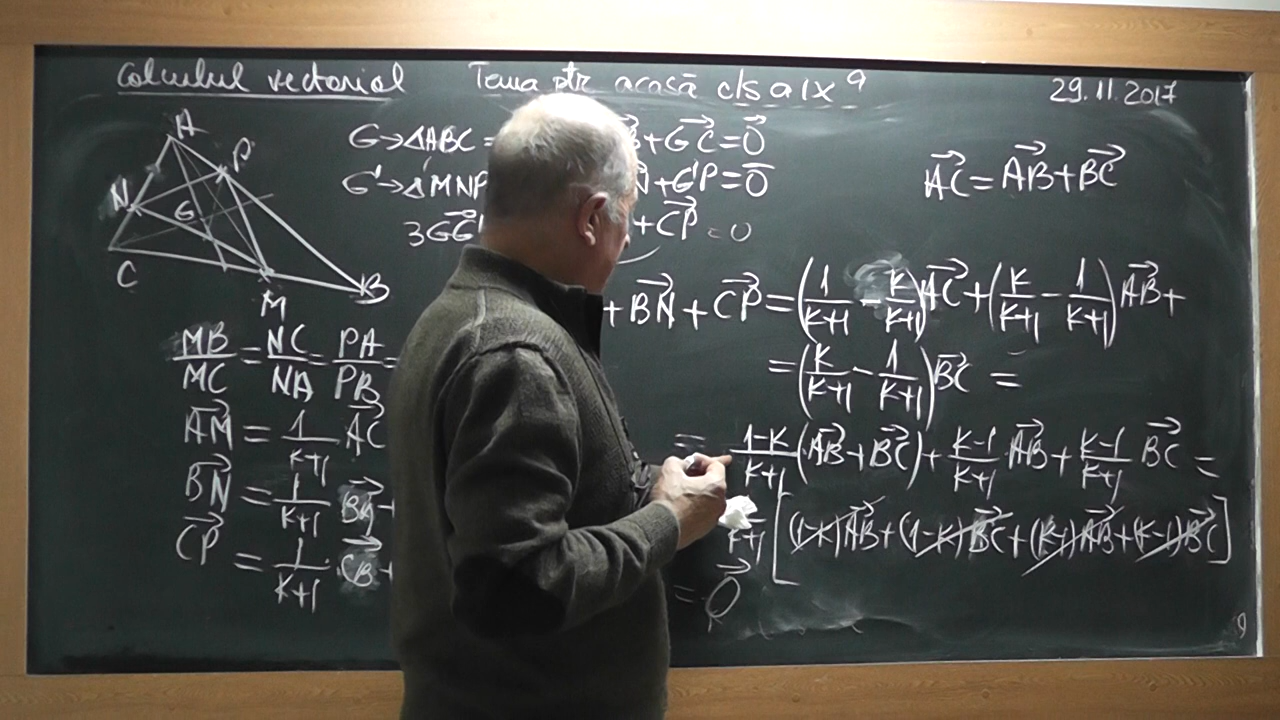 Calculul vectorial Tema ptr acasă cls a IX a 29.11.2017
A
P
N
G
C
M
B
G→ΔABC = B⃗+GC⃗=0⃗
G'→ΔMNP N⃗+G'P⃗=0⃗
3GG⃗' +CP⃗=0
AC⃗=AB⃗+BC⃗
+BN⃗+CP⃗=(1/(k+1) - k/(k+1))AC⃗+(k/(k+1) - 1/(k+1))AB⃗+
=(k/(k+1) - 1/(k+1))BC⃗ =
= (1-k)/(k+1) (AB⃗+BC⃗)+(k-1)/(k+1) AB⃗+(k-1)/(k+1) BC⃗ =
/(k+1) [(1-k)AB⃗+(1-k)BC⃗+(k-1)AB⃗+(k-1)BC⃗]
= 0⃗
MB/MC = NC/NA = PA/PB =
AM⃗ = 1/(k+1) AC⃗
BN⃗ = 1/(k+1) BA⃗+
CP⃗ = 1/(k+1)·CB⃗+
9